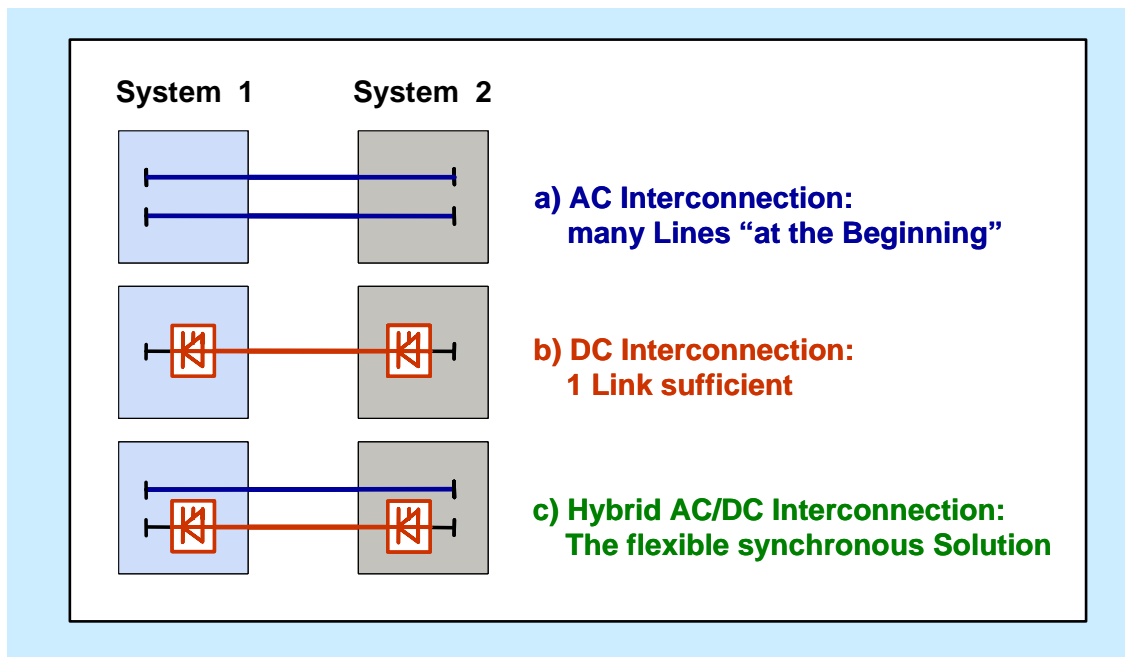 System 1 System 2
a) AC Interconnection:
many Lines “at the Beginning”
b) DC Interconnection:
1 Link sufficient
c) Hybrid AC/DC Interconnection:
The flexible synchronous Solution